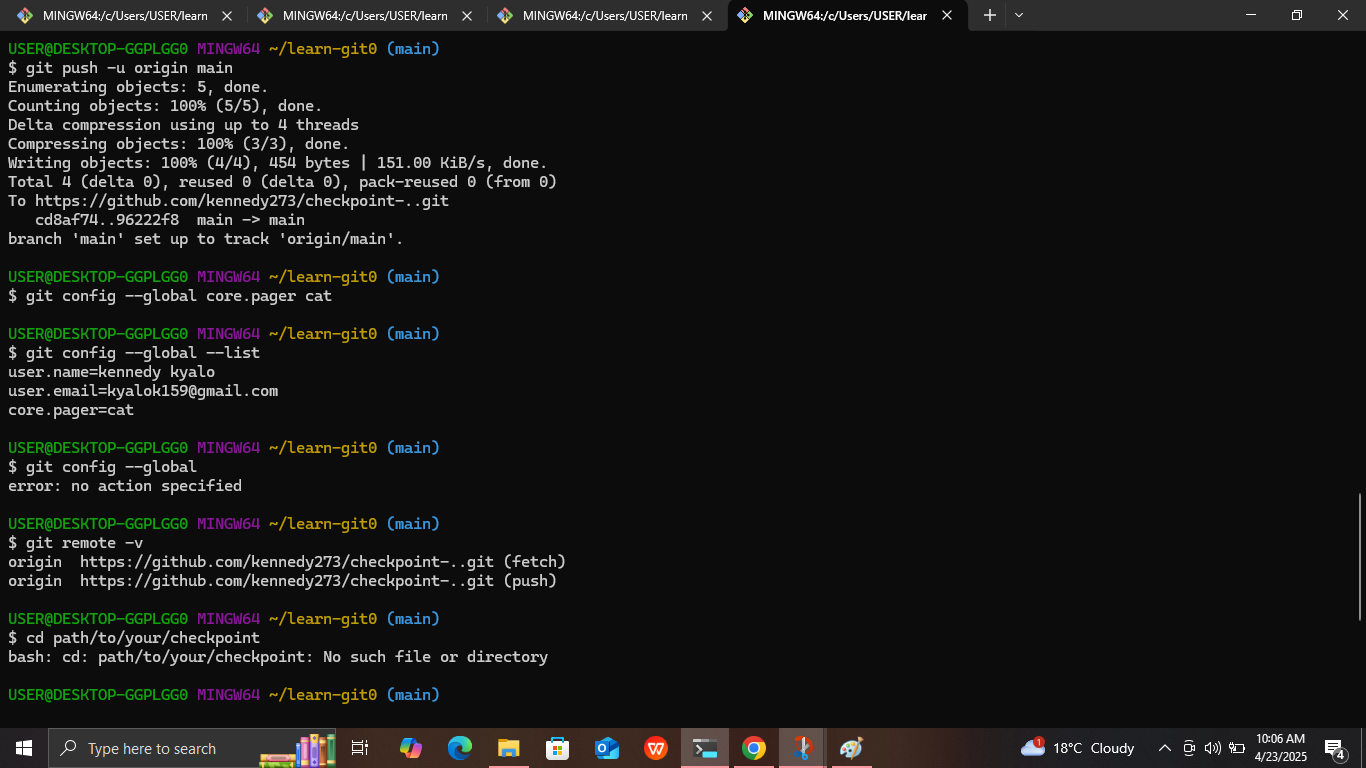 MINGW64:/c/Users/USER/learn
MINGW64:/c/Users/USER/learn
MINGW64:/c/Users/USER/learn
MINGW64:/c/Users/USER/lear
USER@DESKTOP-GGPLGG0 MINGW64 ~/learn-git0 (main)
$ git push -u origin main
Enumerating objects: 5, done.
Counting objects: 100% (5/5), done.
Delta compression using up to 4 threads
Compressing objects: 100% (3/3), done.
Writing objects: 100% (4/4), 454 bytes | 151.00 KiB/s, done.
Total 4 (delta 0), reused 0 (delta 0), pack-reused 0 (from 0)
To https://github.com/kennedy273/checkpoint-..git
   cd8af74..96222f8  main -> main
branch 'main' set up to track 'origin/main'.
USER@DESKTOP-GGPLGG0 MINGW64 ~/learn-git0 (main)
$ git config --global core.pager cat
USER@DESKTOP-GGPLGG0 MINGW64 ~/learn-git0 (main)
$ git config --global --list
user.name=kennedy kyalo
user.email=kyalok159@gmail.com
core.pager=cat
USER@DESKTOP-GGPLGG0 MINGW64 ~/learn-git0 (main)
$ git config --global
error: no action specified
USER@DESKTOP-GGPLGG0 MINGW64 ~/learn-git0 (main)
$ git remote -v
origin  https://github.com/kennedy273/checkpoint-..git (fetch)
origin  https://github.com/kennedy273/checkpoint-..git (push)
USER@DESKTOP-GGPLGG0 MINGW64 ~/learn-git0 (main)
$ cd path/to/your/checkpoint
bash: cd: path/to/your/checkpoint: No such file or directory
USER@DESKTOP-GGPLGG0 MINGW64 ~/learn-git0 (main)
Type here to search
1
18°C Cloudy
10:06 AM
4/23/2025
4